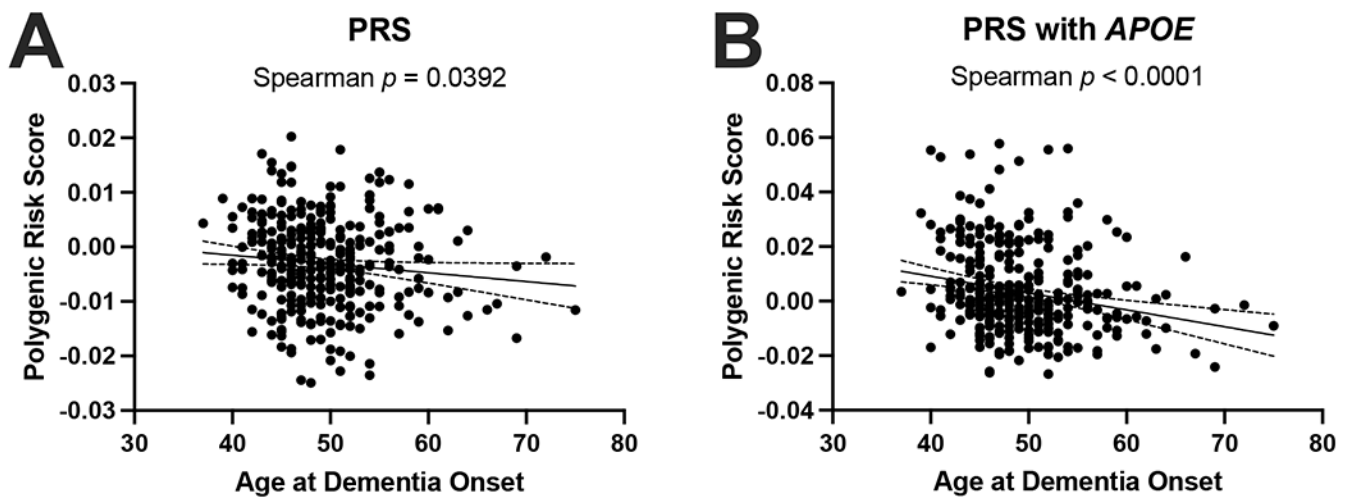 A
PRS
Spearman p = 0.0392
Polygenic Risk Score
0.03
0.02
0.01
0.00
-0.01
-0.02
-0.03
30 40 50 60 70 80
Age at Dementia Onset
B
PRS with APOE
Spearman p < 0.0001
Polygenic Risk Score
0.08
0.06
0.04
0.02
0.00
-0.02
-0.04
30 40 50 60 70 80
Age at Dementia Onset